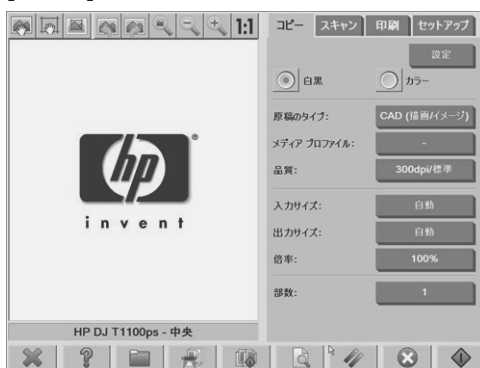 1:1
コピー スキャン 印刷 セットアップ
設定
白黒 カラー
原稿のタイプ: CAD (描画/イメージ)
メディア プロファイル: -
品質: 300dpi/標準
hp
invent
入力サイズ: 自動
出力サイズ: 自動
倍率: 100%
部数: 1
HP DJ T1100ps - 中央